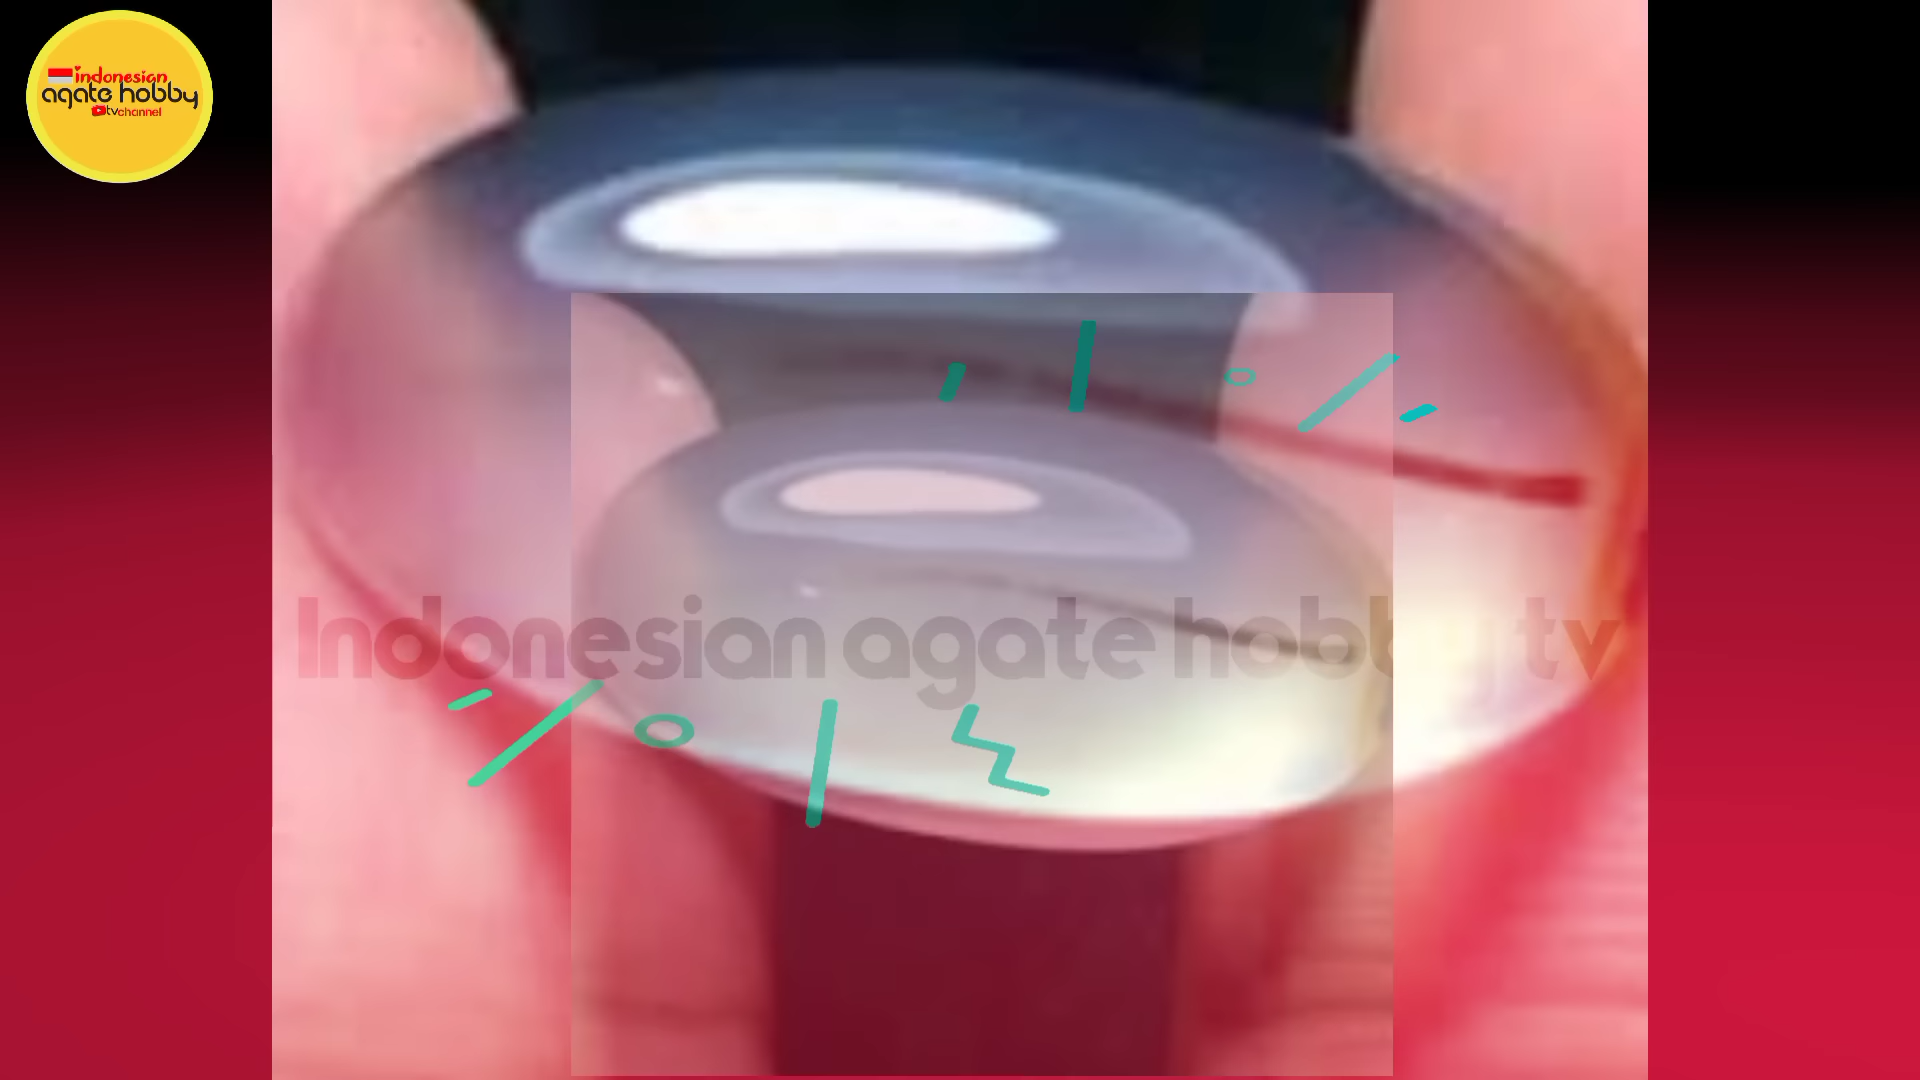 indonesian
agate hobby
tvchannel
Indonesian agate hobby tv